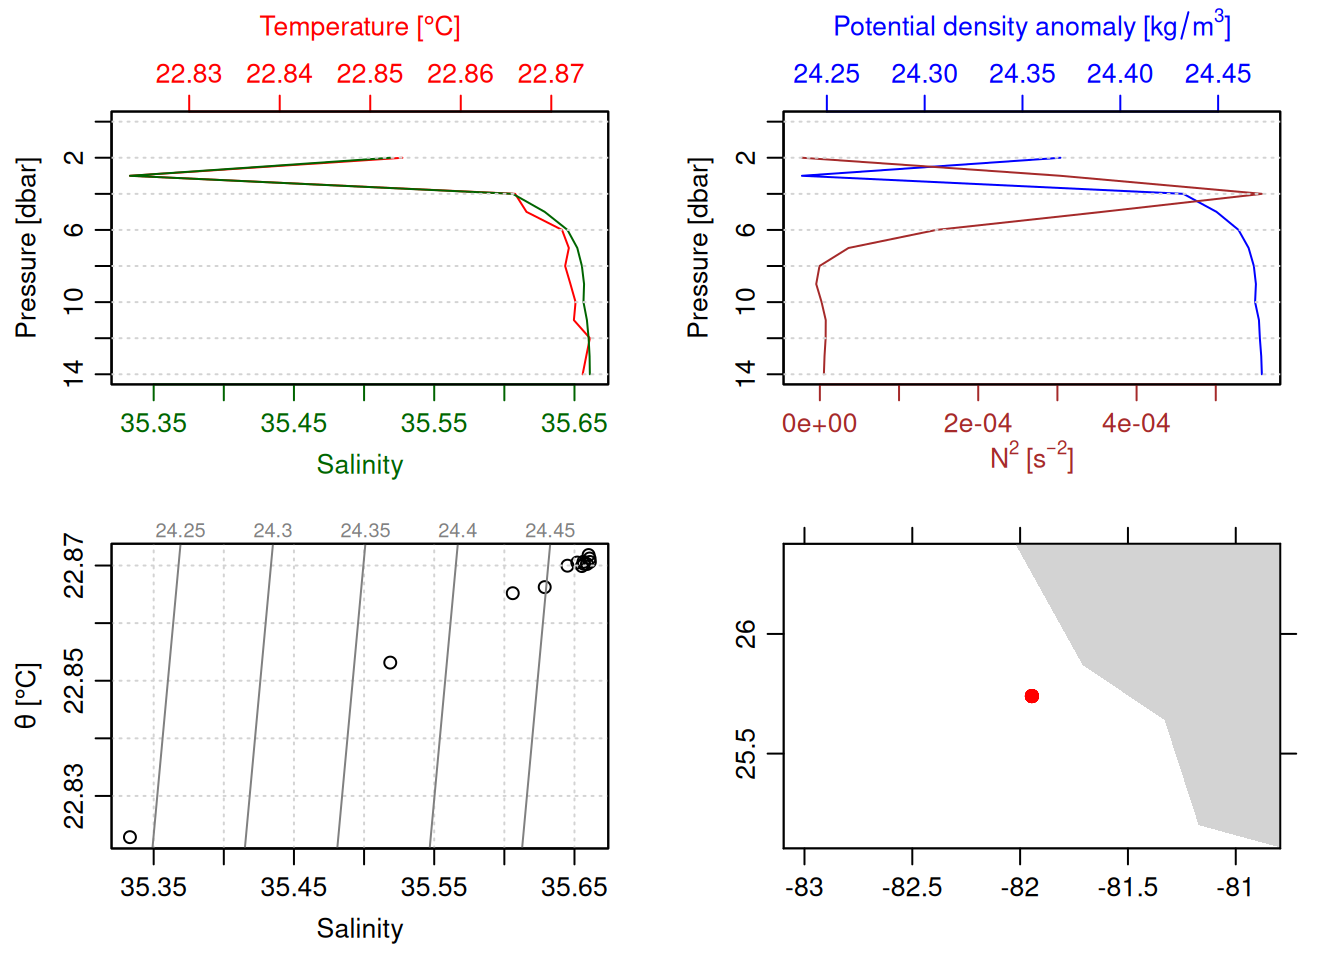 Temperature [°C]
22.83 22.84 22.85 22.86 22.87
Pressure [dbar]
2
6
10
14
35.35 35.45 35.55 35.65
Salinity
Potential density anomaly [kg/m³]
24.25 24.30 24.35 24.40 24.45
Pressure [dbar]
2
6
10
14
0e+00 2e-04 4e-04
N² [s⁻²]
24.25 24.3 24.35 24.4 24.45
θ [°C]
22.87
22.85
22.83
35.35 35.45 35.55 35.65
Salinity
26
25.5
-83 -82.5 -82 -81.5 -81